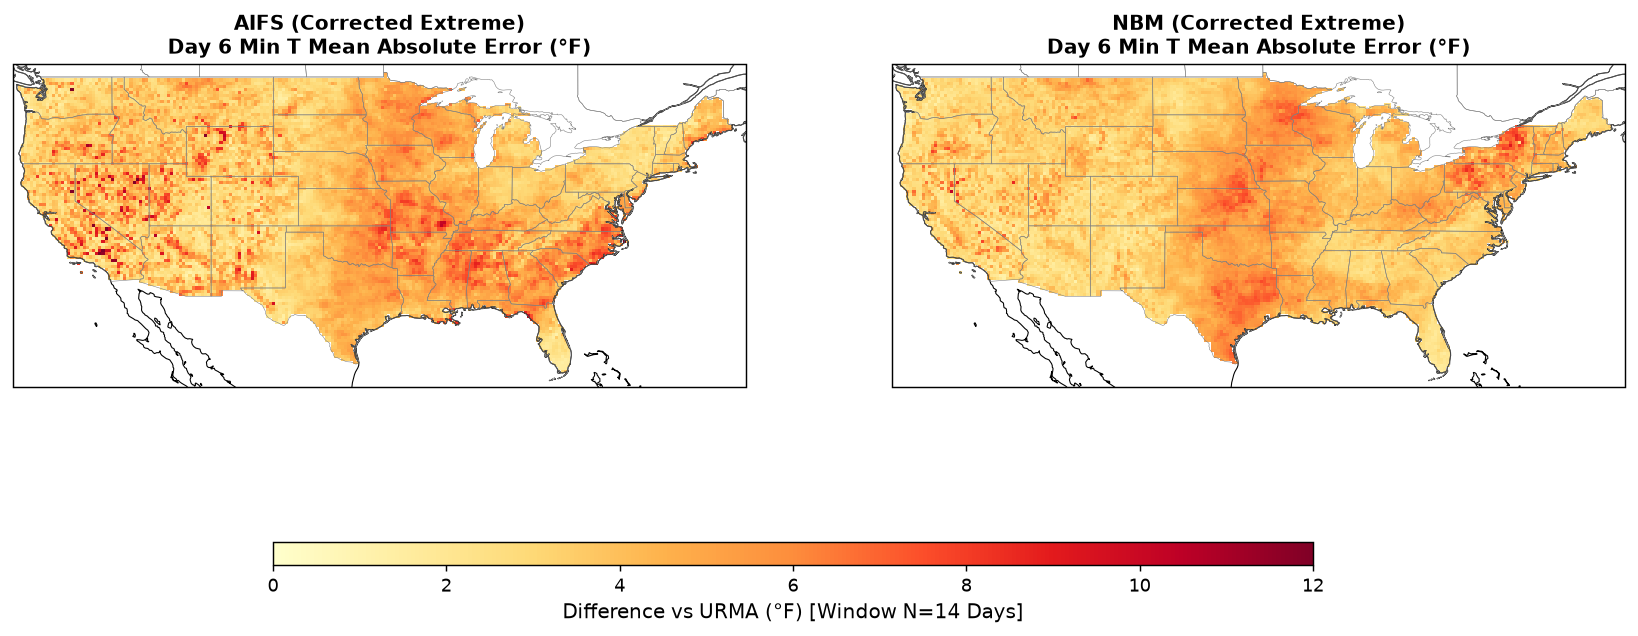 AIFS (Corrected Extreme)
Day 6 Min T Mean Absolute Error (°F)
NBM (Corrected Extreme)
Day 6 Min T Mean Absolute Error (°F)
0 2 4 6 8 10 12
Difference vs URMA (°F) [Window N=14 Days]